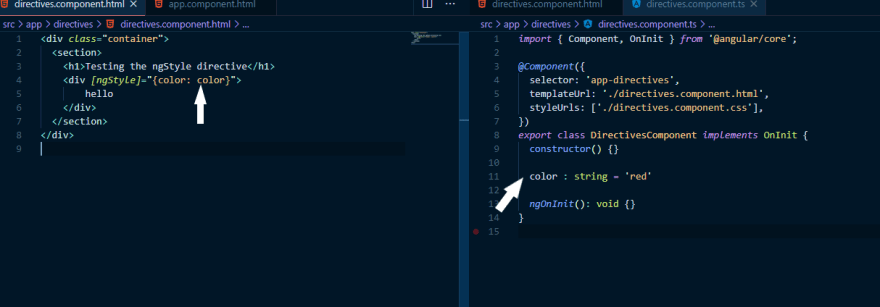 directives.component.html
app.component.html
src > app > directives > directives.component.html > ...
1 <div class="container">
2 <section>
3 <h1>Testing the ngStyle directive</h1>
4 <div [ngStyle]="{color: color}">
5 hello
6 </div>
7 </section>
8 </div>
9
directives.component.html
directives.component.ts
src > app > directives > directives.component.ts > ...
1 import { Component, OnInit } from '@angular/core';
2
3 @Component({
4 selector: 'app-directives',
5 templateUrl: './directives.component.html',
6 styleUrls: ['./directives.component.css'],
7 })
8 export class DirectivesComponent implements OnInit {
9 constructor() {}
10
11 color : string = 'red'
12
13 ngOnInit(): void {}
14 }
15